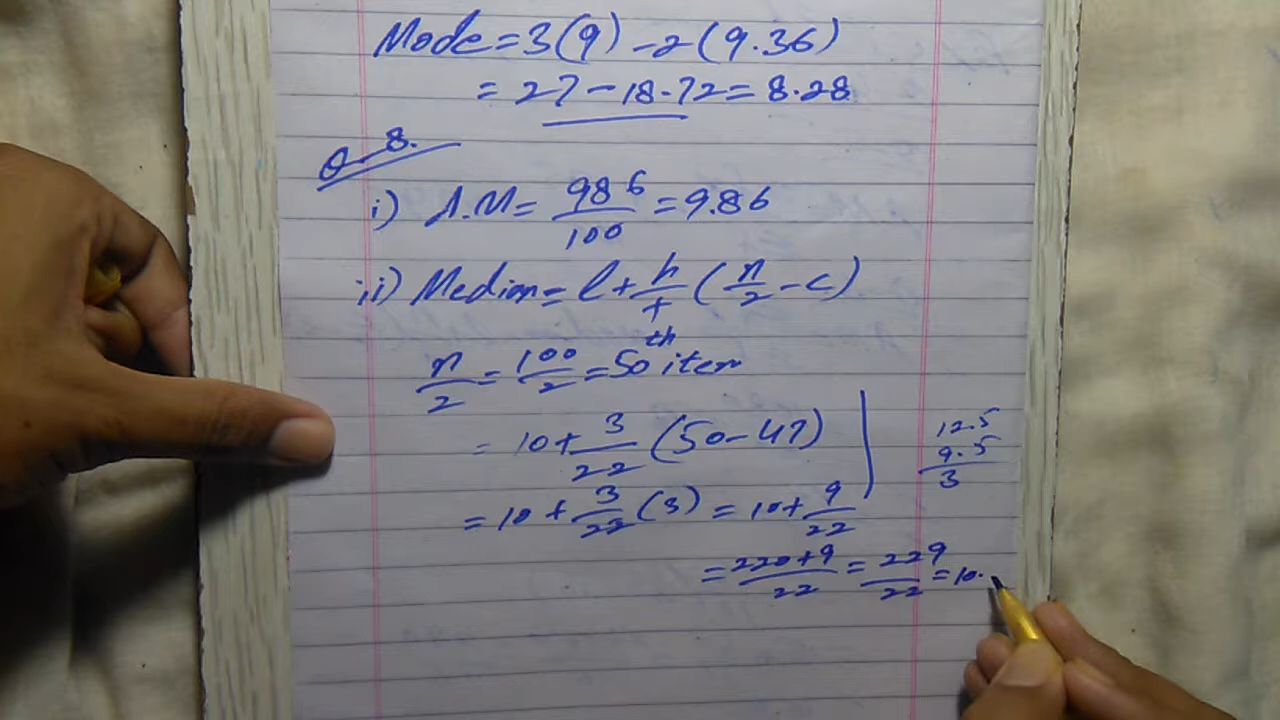 Mode = 3(9) - 2(9.36)
= 27 - 18.72 = 8.28
Q-8.
i) A.M = 986/100 = 9.86
ii) Median = l + h/f (n/2 - c)
n/2 = 100/2 = 50th item
= 10 + 3/22 (50-47)
12.5
9.5
3
= 10 + 3/22 (3) = 10 + 9/22
= 220+9/22 = 229/22 = 10.